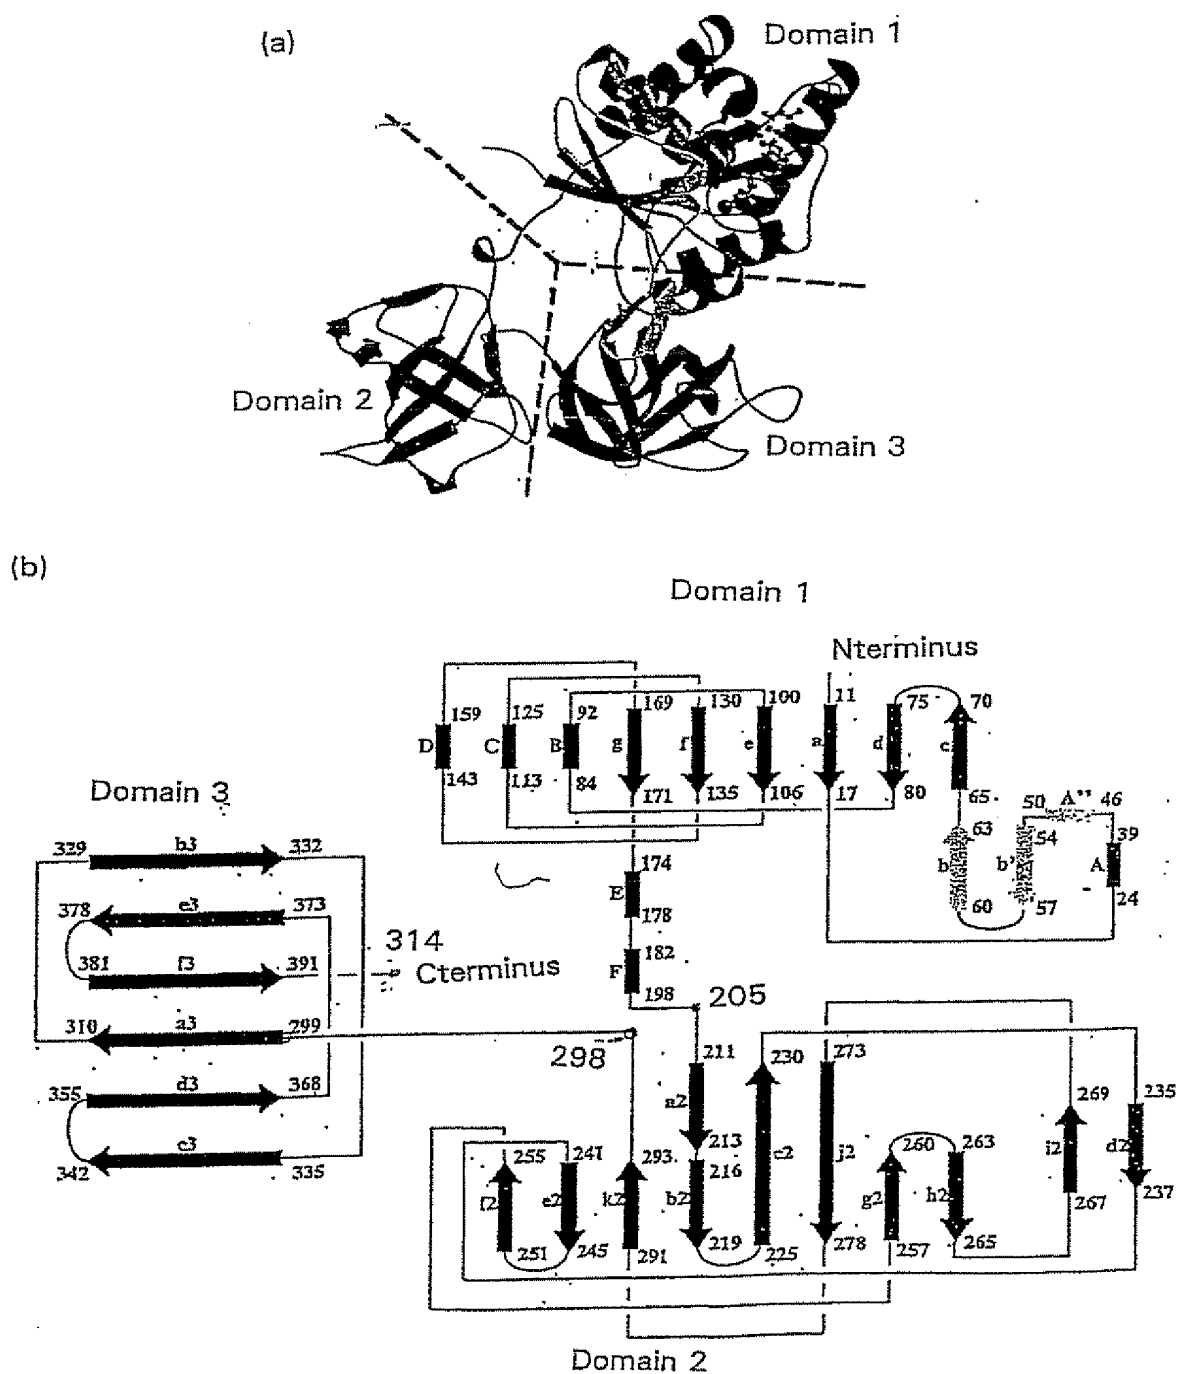 (a)
Domain 1
Domain 2
Domain 3
(b)
Domain 1
Nterminus
159 125 92 169 130 100 11 75 70
D C B g f e a d c
143 113 84 171 135 106 17 80 65
50 A'' 46
63 54 39
b b' A
60 57 24
Domain 3
329 b3 332
378 e3 373
381 f3 391
314
Cterminus
310 a3 299
355 d3 368
342 c3 335
174
E
178
182
F
198
205
298
211 230 273
a2
213
269 235
i2 d2
267 237
255 241 293 216
c2 j2
260 263
f2 e2 k2 b2
g2 h2
251 245 291 219 225 278 257 265
Domain 2